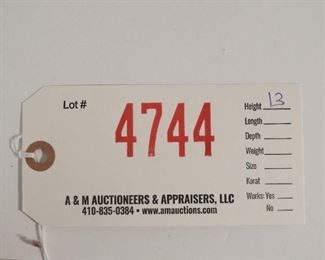 Lot #
4744
Height 13
Length
Depth
Weight
Size
Karat
Works: Yes
No
A & M AUCTIONEERS & APPRAISERS, LLC
410-835-0384 • www.amauctions.com